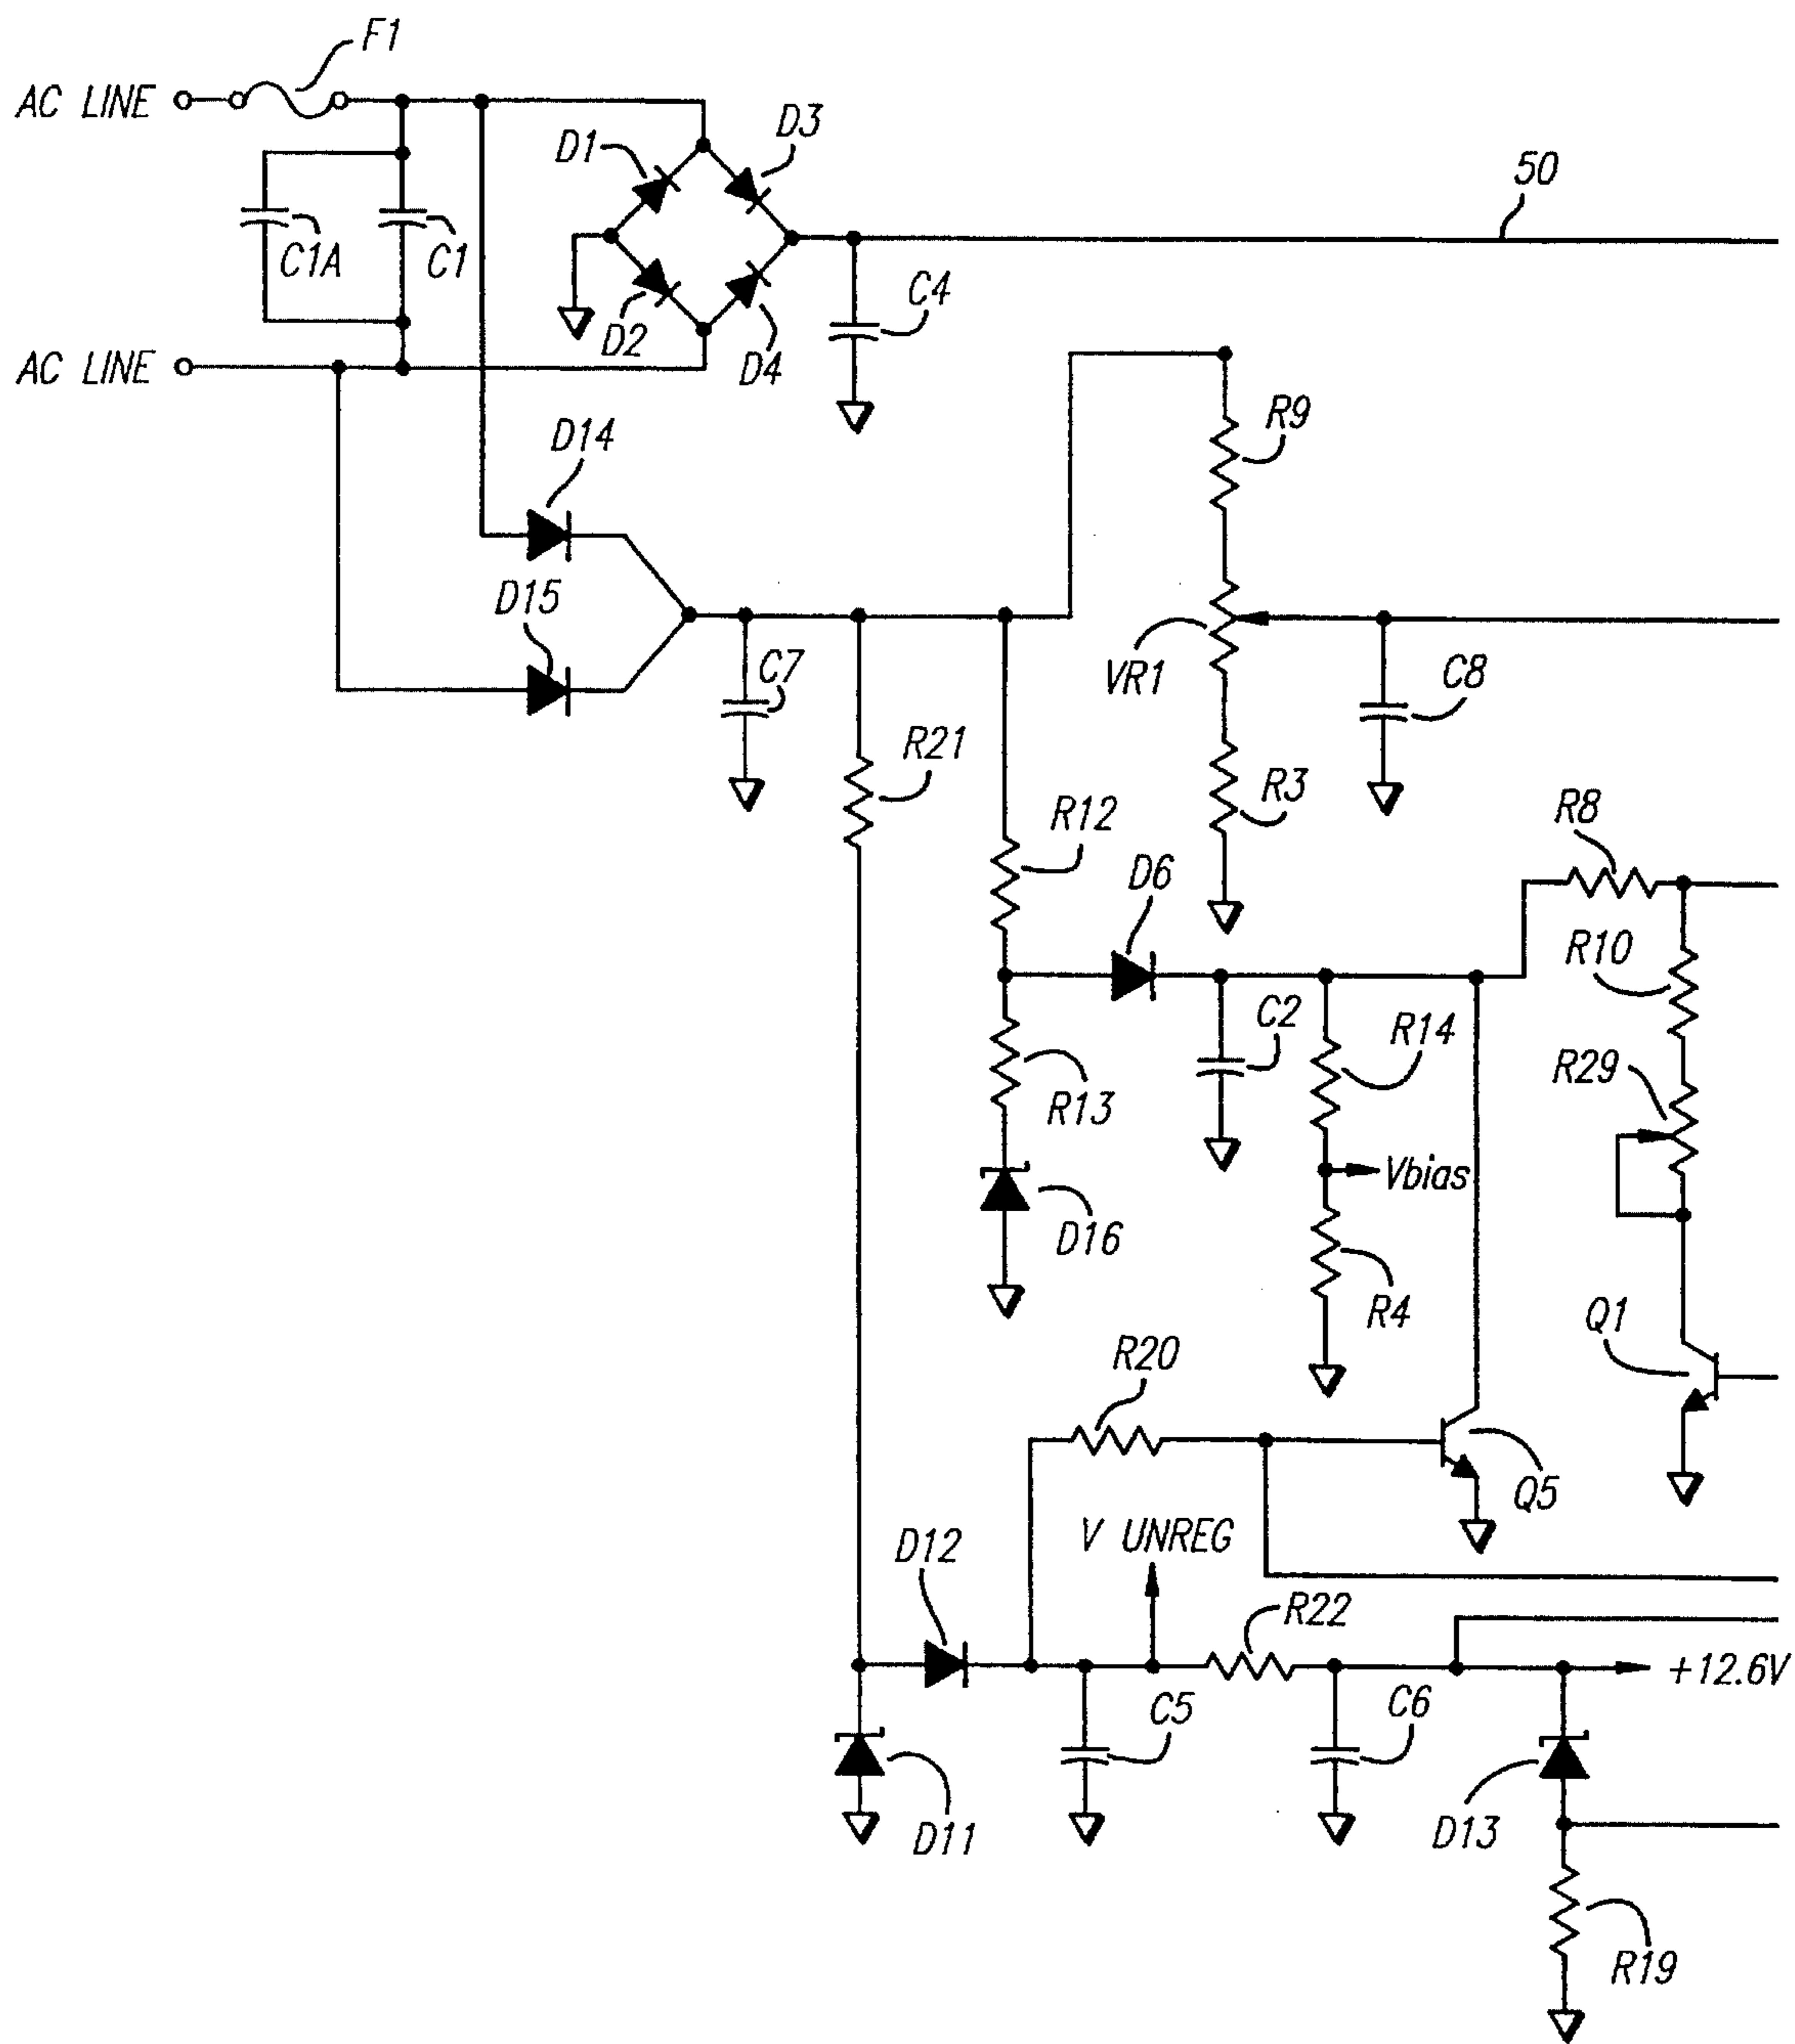 F1
AC LINE
D1
D3
50
C1A
C1
C4
D2
D4
AC LINE
R9
D14
D15
C7
VR1
C8
R21
R3
R12
R8
D6
R10
C2
R14
R29
R13
Vbias
D16
R4
Q1
R20
Q5
V UNREG
D12
R22
+12.6V
C5
C6
D11
D13
R19